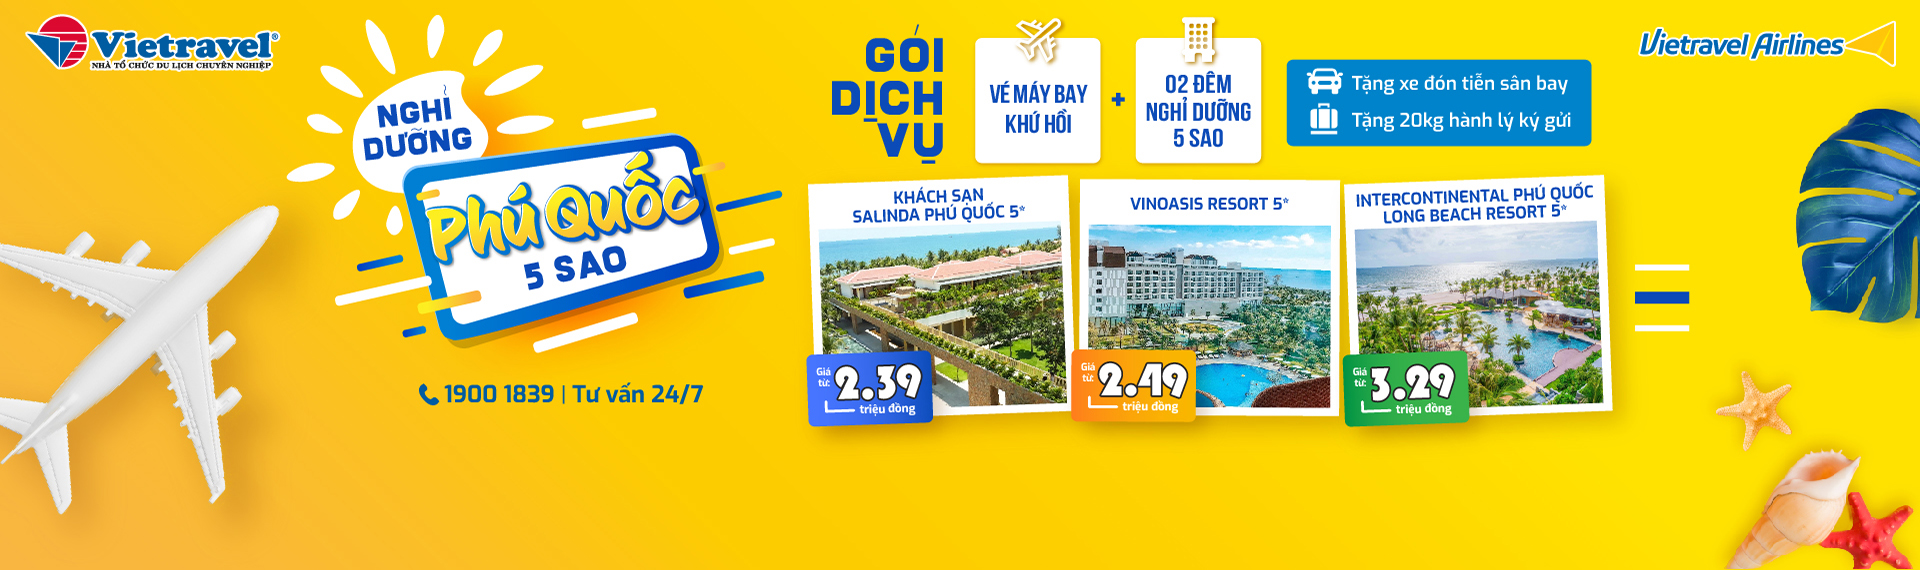 Vietravel®
NHÀ TỔ CHỨC DU LỊCH CHUYÊN NGHIỆP
NGHỈ
DƯỠNG
Phú Quốc
5 SAO
1900 1839 | Tư vấn 24/7
GÓI
DỊCH
VỤ
VÉ MÁY BAY
KHỨ HỒI
+
02 ĐÊM
NGHỈ DƯỠNG
5 SAO
Tặng xe đón tiễn sân bay
Tặng 20kg hành lý ký gửi
Vietravel Airlines
KHÁCH SẠN
SALINDA PHÚ QUỐC 5*
Giá
từ:
2.39
triệu đồng
VINOASIS RESORT 5*
Giá
từ:
2.49
triệu đồng
INTERCONTINENTAL PHÚ QUỐC
LONG BEACH RESORT 5*
Giá
từ:
3.29
triệu đồng